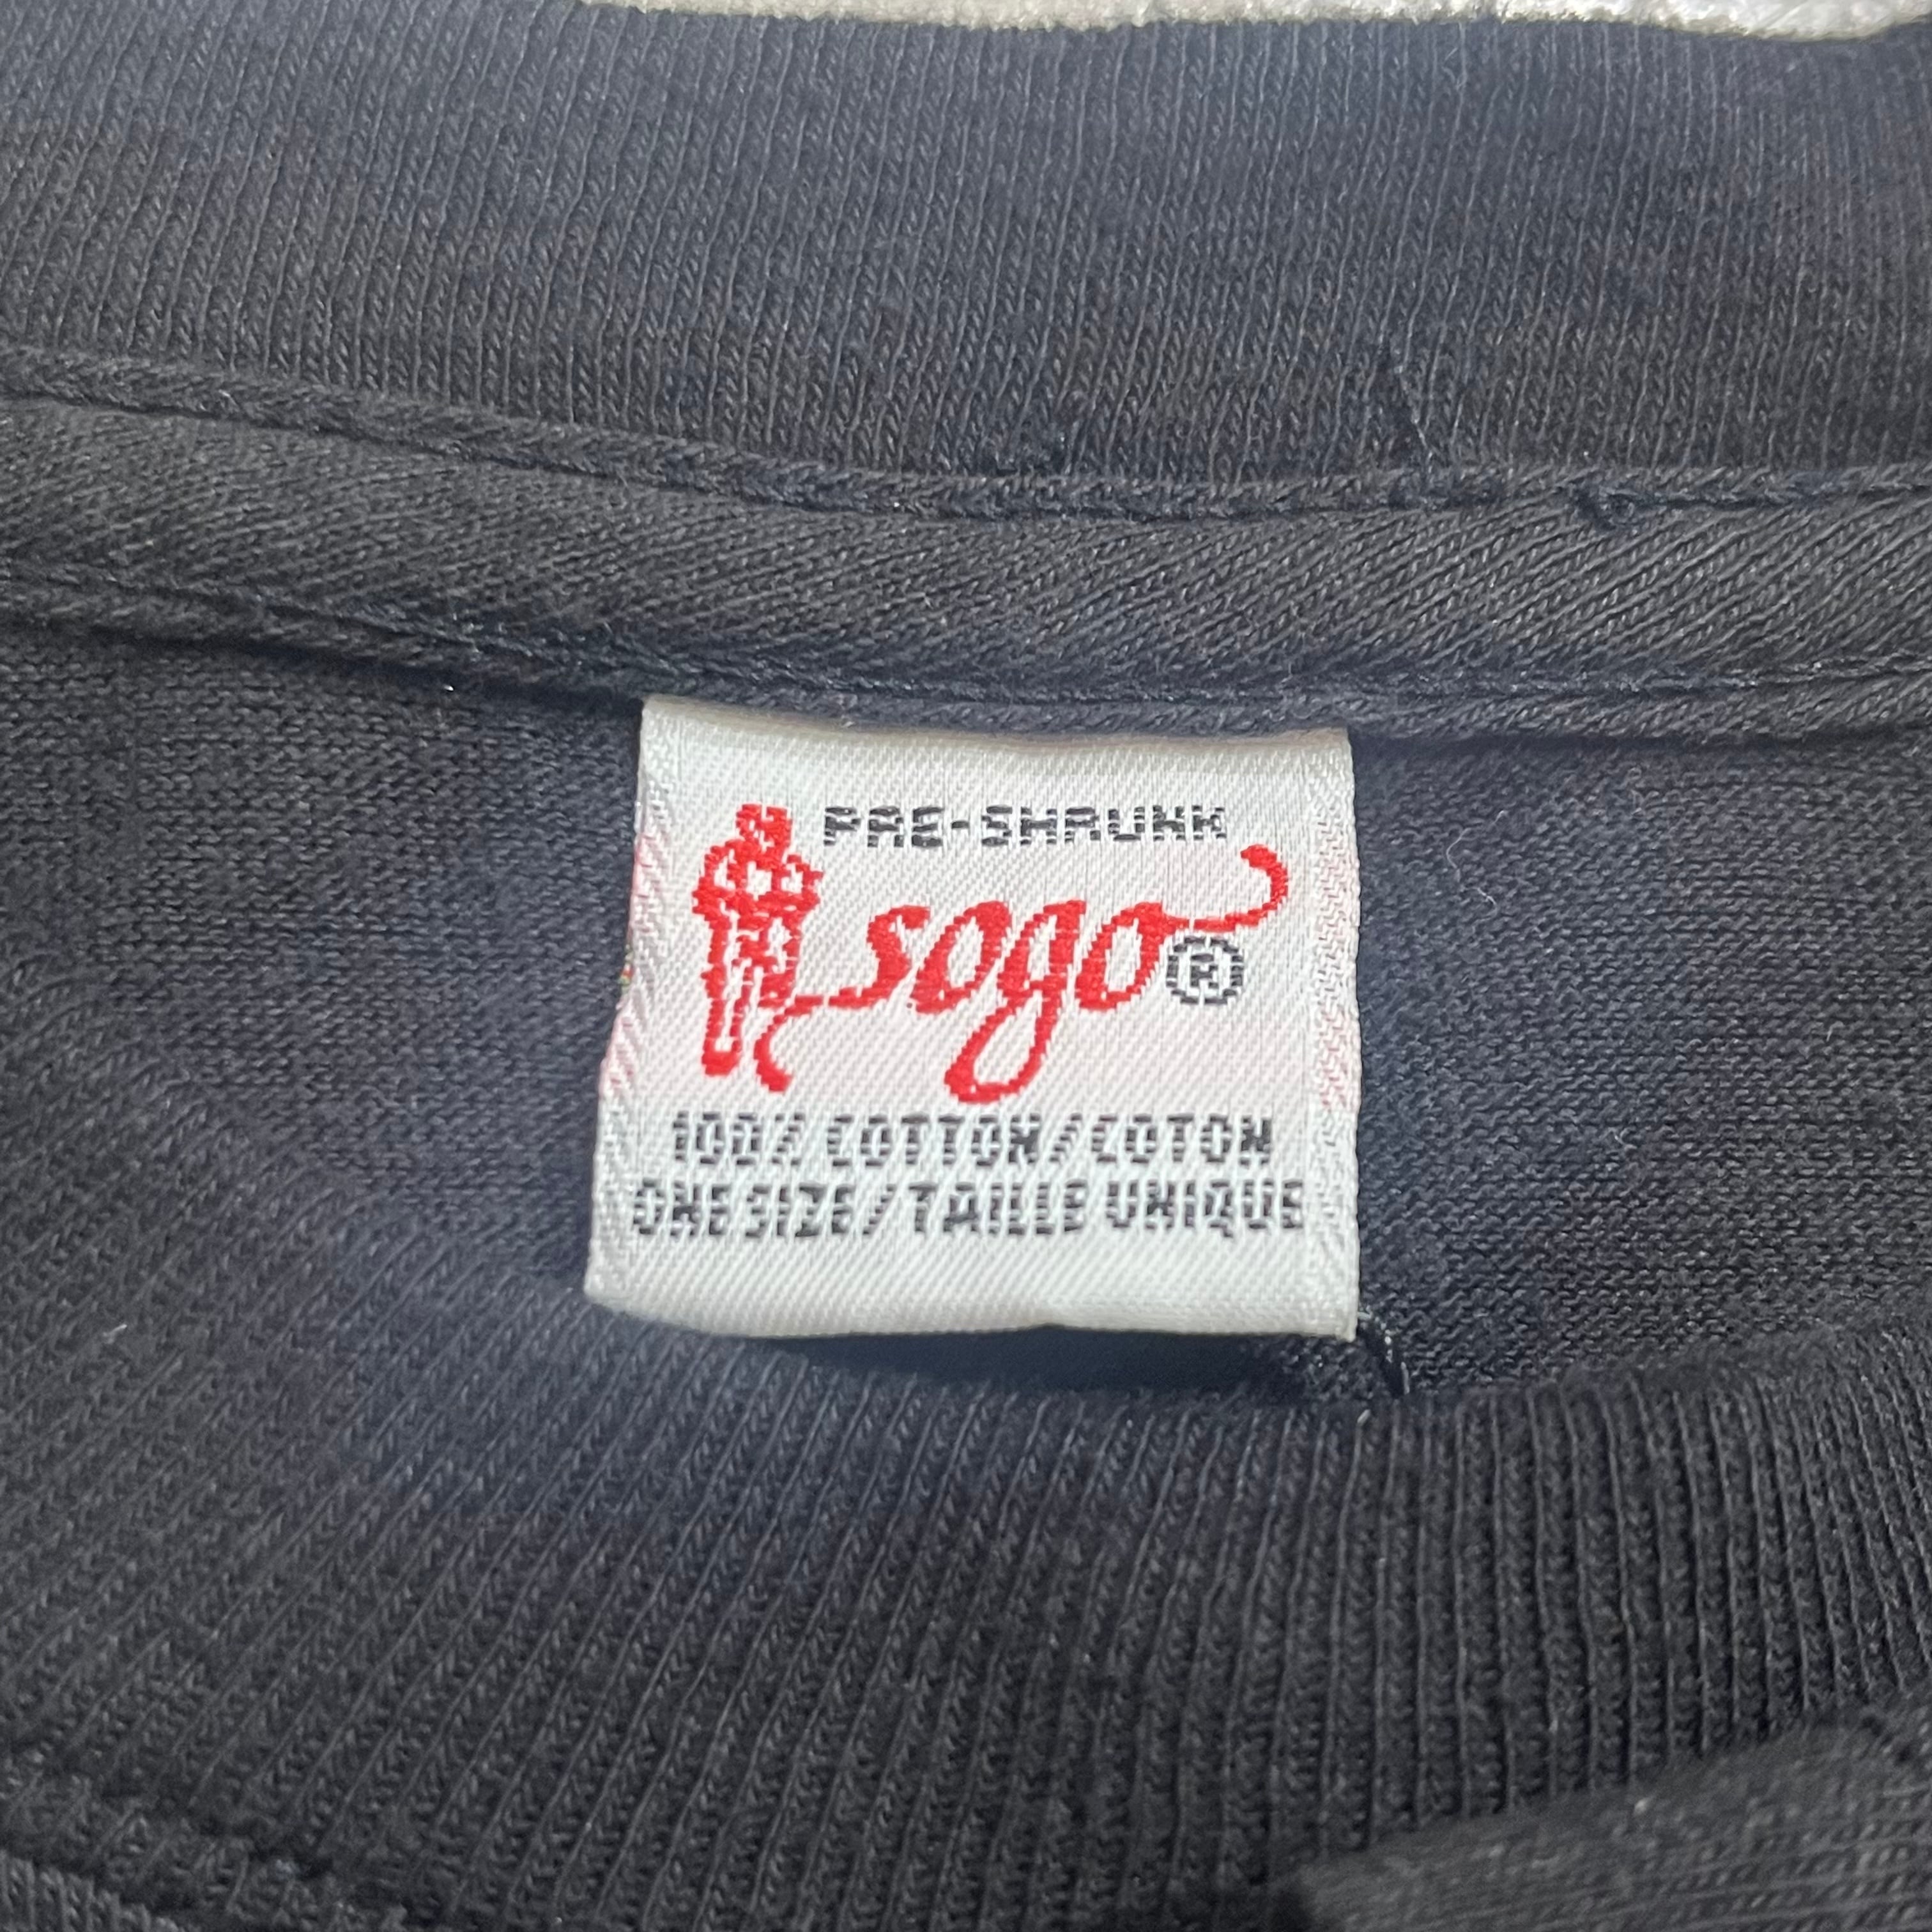 PRE-SHRUNK
sogo®
100% COTTON/COTON
ONE SIZE/TAILLE UNIQUE